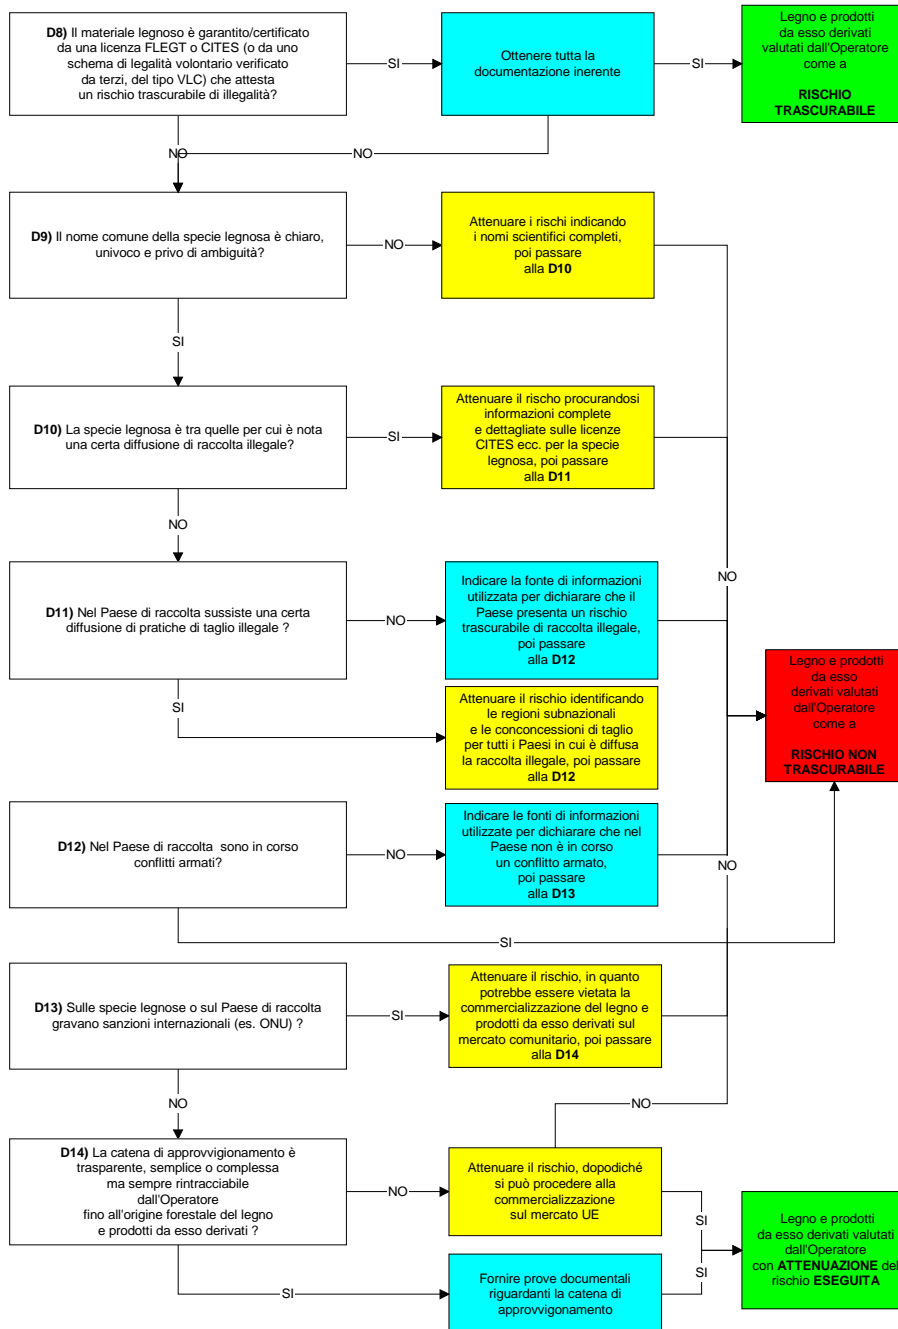 D8) Il materiale legnoso è garantito/certificato
da una licenza FLEGT o CITES (o da uno
schema di legalità volontario verificato
da terzi, del tipo VLC) che attesta
un rischio trascurabile di illegalità?
SI
Ottenere tutta la
documentazione inerente
SI
Legno e prodotti
da esso derivati
valutati dall'Operatore
come a
RISCHIO
TRASCURABILE
NO
NO
D9) Il nome comune della specie legnosa è chiaro,
univoco e privo di ambiguità?
NO
Attenuare i rischi indicando
i nomi scientifici completi,
poi passare
alla D10
SI
D10) La specie legnosa è tra quelle per cui è nota
una certa diffusione di raccolta illegale?
SI
Attenuare il rischo procurandosi
informazioni complete
e dettagliate sulle licenze
CITES ecc. per la specie
legnosa, poi passare
alla D11
NO
NO
D11) Nel Paese di raccolta sussiste una certa
diffusione di pratiche di taglio illegale ?
NO
Indicare la fonte di informazioni
utilizzata per dichiarare che il
Paese presenta un rischio
trascurabile di raccolta illegale,
poi passare
alla D12
SI
Attenuare il rischio identificando
le regioni subnazionali
e le conconcessioni di taglio
per tutti i Paesi in cui è diffusa
la raccolta illegale, poi passare
alla D12
Legno e prodotti
da esso
derivati valutati
dall'Operatore
come a
RISCHIO NON
TRASCURABILE
D12) Nel Paese di raccolta  sono in corso
conflitti armati?
NO
Indicare le fonti di informazioni
utilizzate per dichiarare che nel
Paese non è in corso
un conflitto armato,
poi passare
alla D13
NO
SI
D13) Sulle specie legnose o sul Paese di raccolta
gravano sanzioni internazionali (es. ONU) ?
SI
Attenuare il rischio, in quanto
potrebbe essere vietata la
commercializzazione del legno e
prodotti da esso derivati sul
mercato comunitario, poi passare
alla D14
NO
NO
D14) La catena di approvvigionamento è
trasparente, semplice o complessa
ma sempre rintracciabile
dall'Operatore
fino all'origine forestale del legno
e prodotti da esso derivati ?
NO
Attenuare il rischio, dopodiché
si può procedere alla
commercializzazione
sul mercato UE
SI
Legno e prodotti
da esso derivati valutati
dall'Operatore
con ATTENUAZIONE del
rischio ESEGUITA
SI
Fornire prove documentali
riguardanti la catena di
approvvigonamento
SI